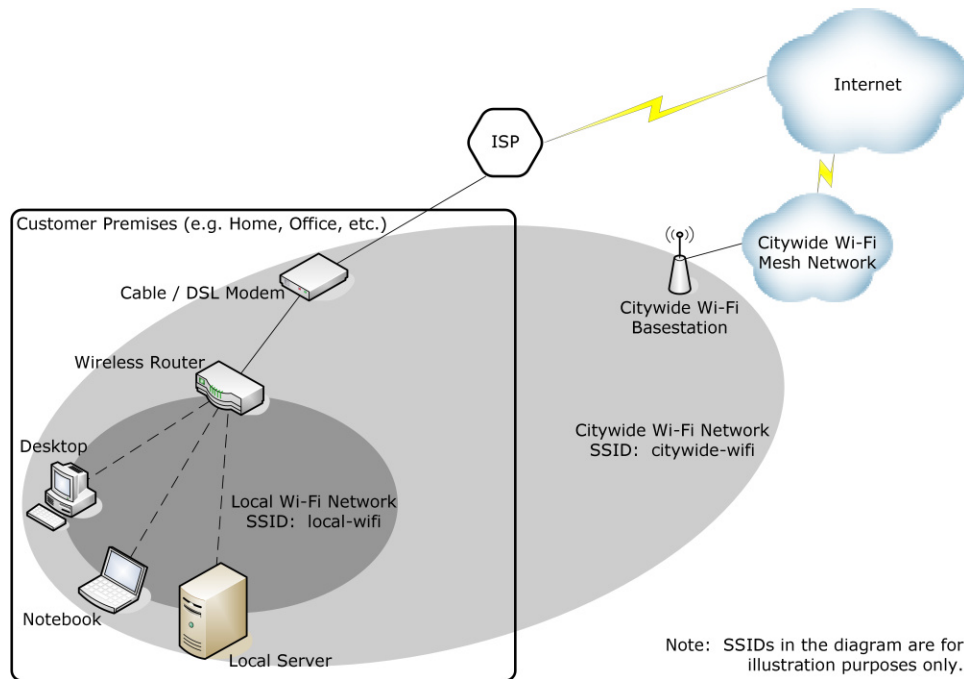 Internet
ISP
Customer Premises (e.g. Home, Office, etc.)
Citywide Wi-Fi
Mesh Network
Cable / DSL Modem
Citywide Wi-Fi
Basestation
Wireless Router
Citywide Wi-Fi Network
SSID:  citywide-wifi
Desktop
Local Wi-Fi Network
SSID:  local-wifi
Notebook
Local Server
Note:  SSIDs in the diagram are for
illustration purposes only.